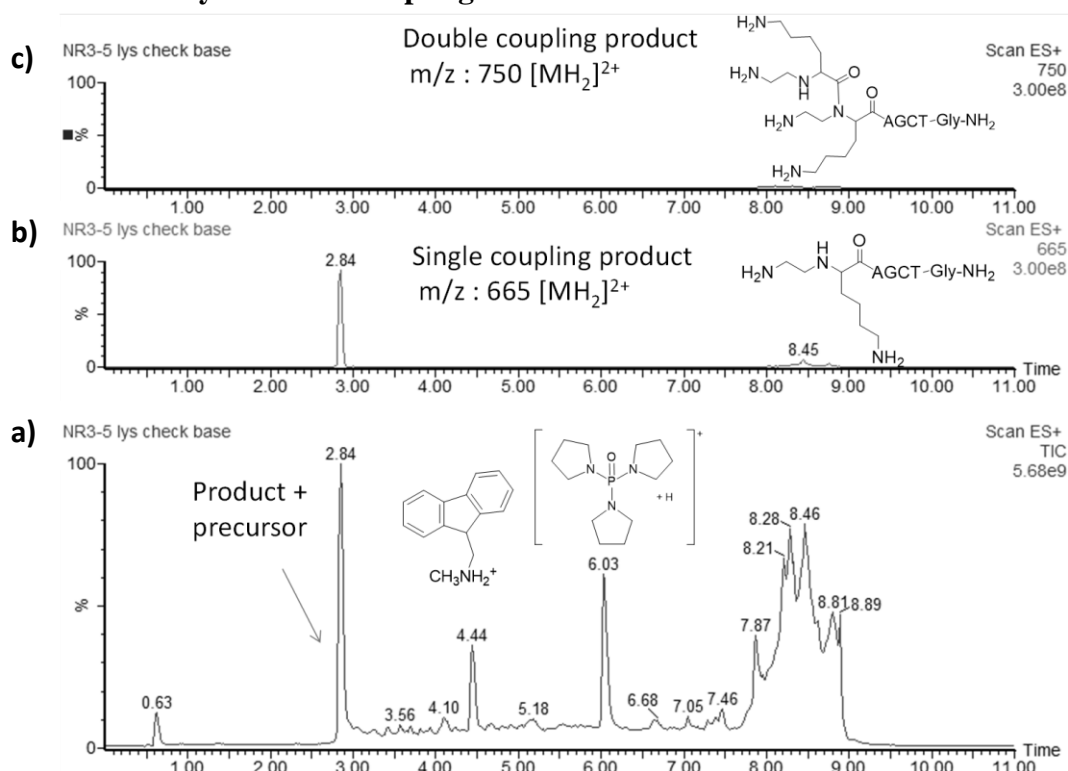 c)
NR3-5 lys check base
Double coupling product
m/z : 750 [MH2]2+
Scan ES+
750
3.00e8
100
%
0
H2N
H2N
N
H
O
H2N
N
O
AGCT-Gly-NH2
H2N
1.00 2.00 3.00 4.00 5.00 6.00 7.00 8.00 9.00 10.00 11.00
b)
NR3-5 lys check base
Single coupling product
m/z : 665 [MH2]2+
Scan ES+
665
3.00e8
100
%
0
2.84
8.45
H2N
H
N
O
AGCT-Gly-NH2
NH2
Time
1.00 2.00 3.00 4.00 5.00 6.00 7.00 8.00 9.00 10.00 11.00
a)
NR3-5 lys check base
Scan ES+
TIC
5.68e9
100
%
0
Product +
precursor
CH3NH2+
O
N P N
N
+ H
+
0.63
2.84
3.56
4.10
4.44
5.18
6.03
6.68
7.05
7.46
7.87
8.21
8.28
8.46
8.81
8.89
Time
1.00 2.00 3.00 4.00 5.00 6.00 7.00 8.00 9.00 10.00 11.00